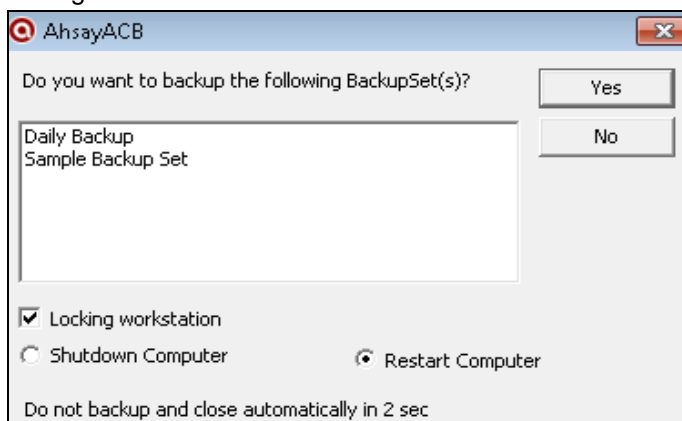 AhsayACB
Do you want to backup the following BackupSet(s)?
Yes
No
Daily Backup
Sample Backup Set
Locking workstation
Shutdown Computer
Restart Computer
Do not backup and close automatically in 2 sec